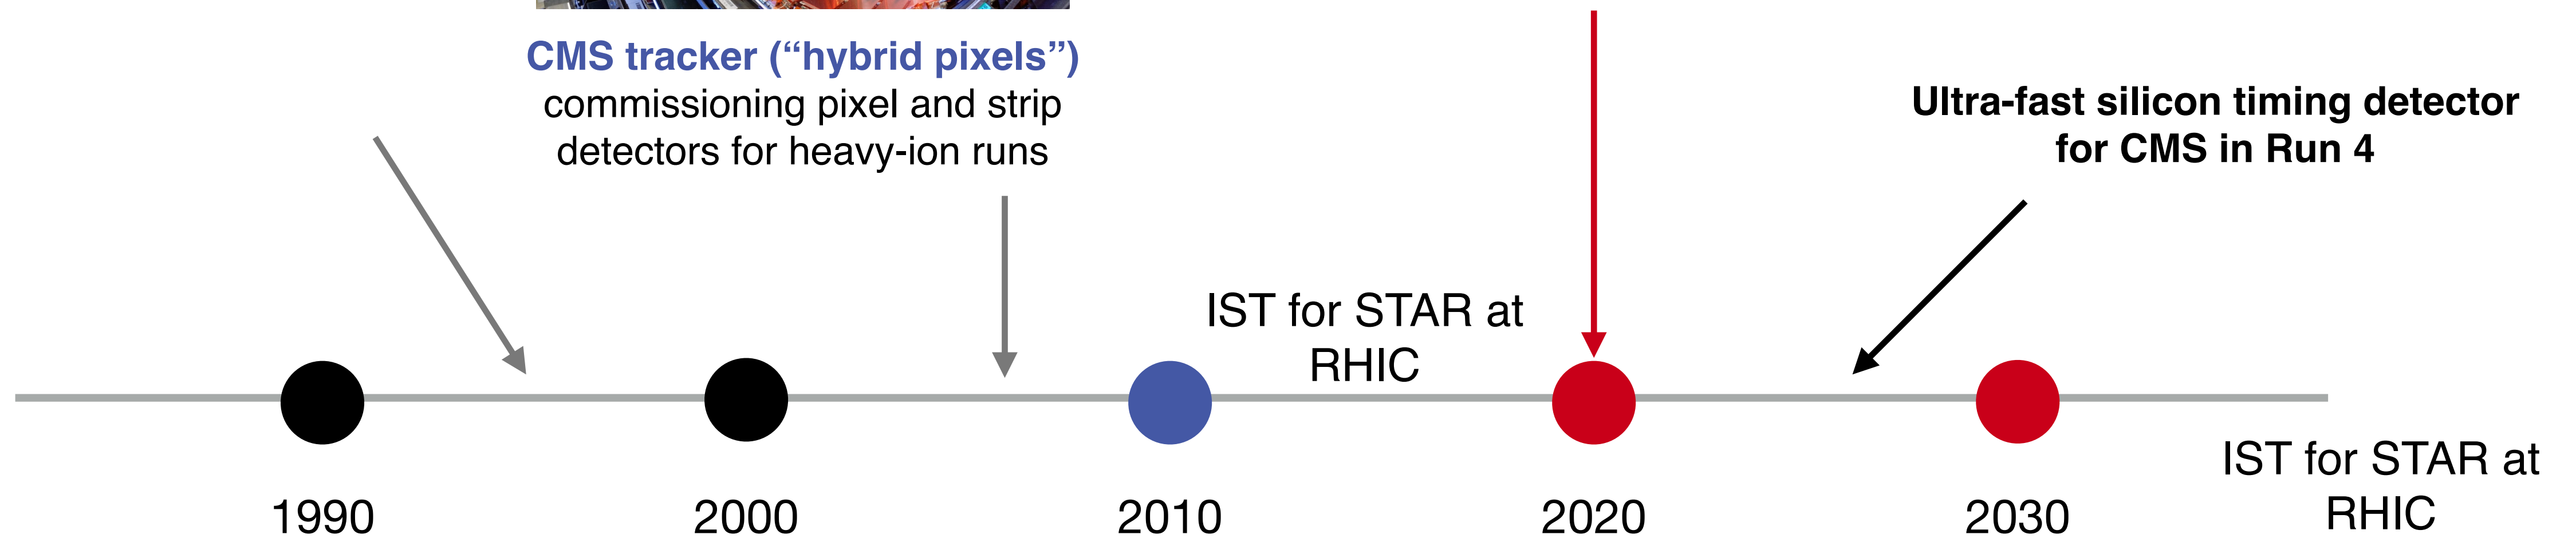 CMS tracker (“hybrid pixels”)
commissioning pixel and strip
detectors for heavy-ion runs
Ultra-fast silicon timing detector
for CMS in Run 4
IST for STAR at
RHIC
1990
2000
2010
2020
2030
IST for STAR at
RHIC